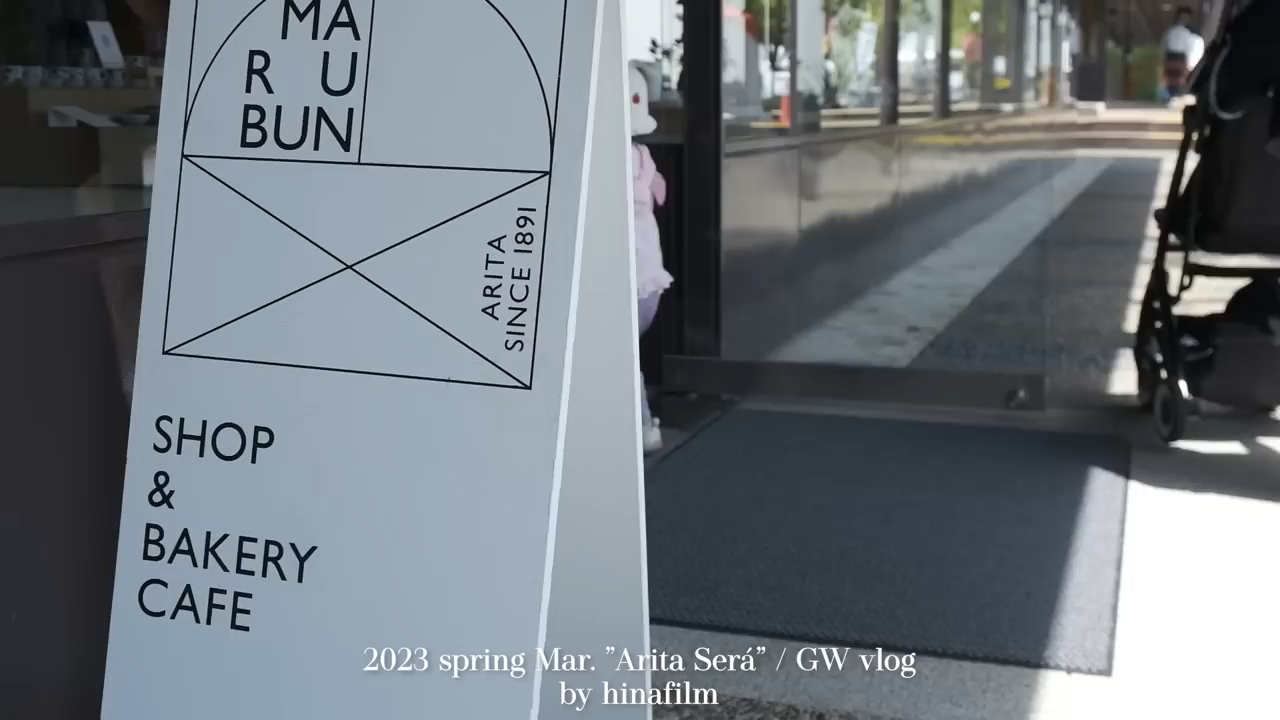 MA
R U
BUN
ARITA
SINCE 1891
SHOP
&
BAKERY
CAFE
2023 spring Mar. ”Arita Será” / GW vlog
by hinafilm